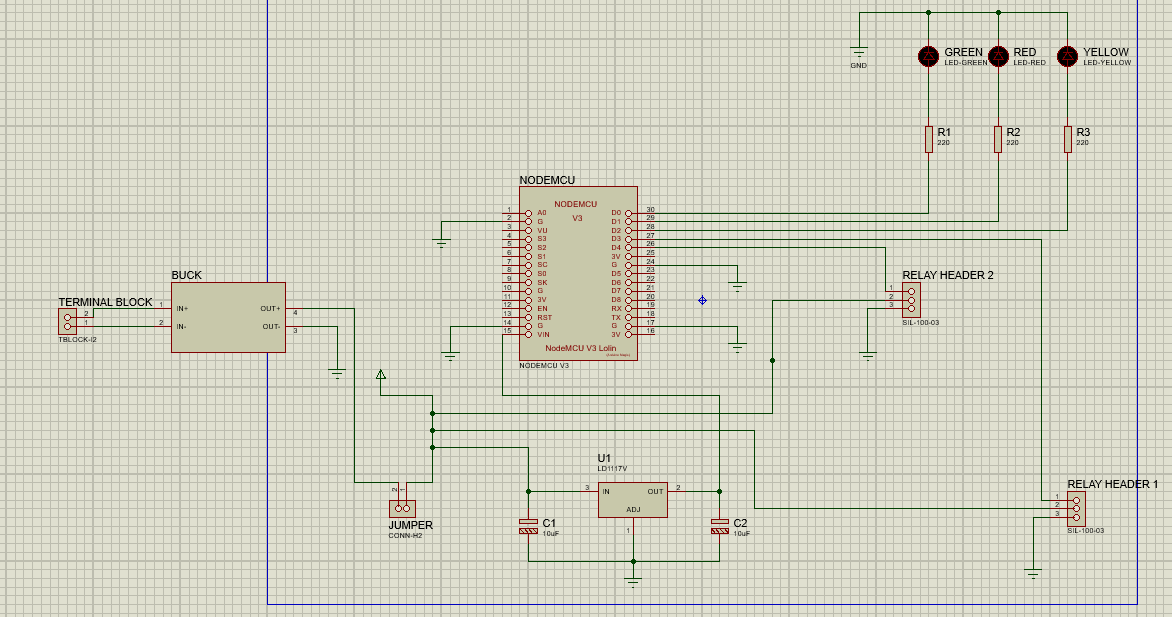 GND
GREEN
LED-GREEN
RED
LED-RED
YELLOW
LED-YELLOW
R1
220
R2
220
R3
220
NODEMCU
NODEMCU
V3
1 A0
2 G
3 VU
4 S3
5 S2
6 S1
7 SC
8 S0
9 SK
10 G
11 3V
12 EN
13 RST
14 G
15 VIN
D0 30
D1 29
D2 28
D3 27
D4 26
3V 25
G 24
D5 23
D6 22
D7 21
D8 20
RX 19
TX 18
G 17
3V 16
NodeMCU V3 Lolin
NODEMCU V3
BUCK
1 IN+
2 IN-
OUT+ 4
OUT- 3
TERMINAL BLOCK
2
1
TBLOCK-I2
RELAY HEADER 2
1
2
3
SIL-100-03
RELAY HEADER 1
1
2
3
SIL-100-03
U1
LD1117V
3 IN
OUT 2
ADJ
1
C1
10uF
C2
10uF
2 1
JUMPER
CONN-H2